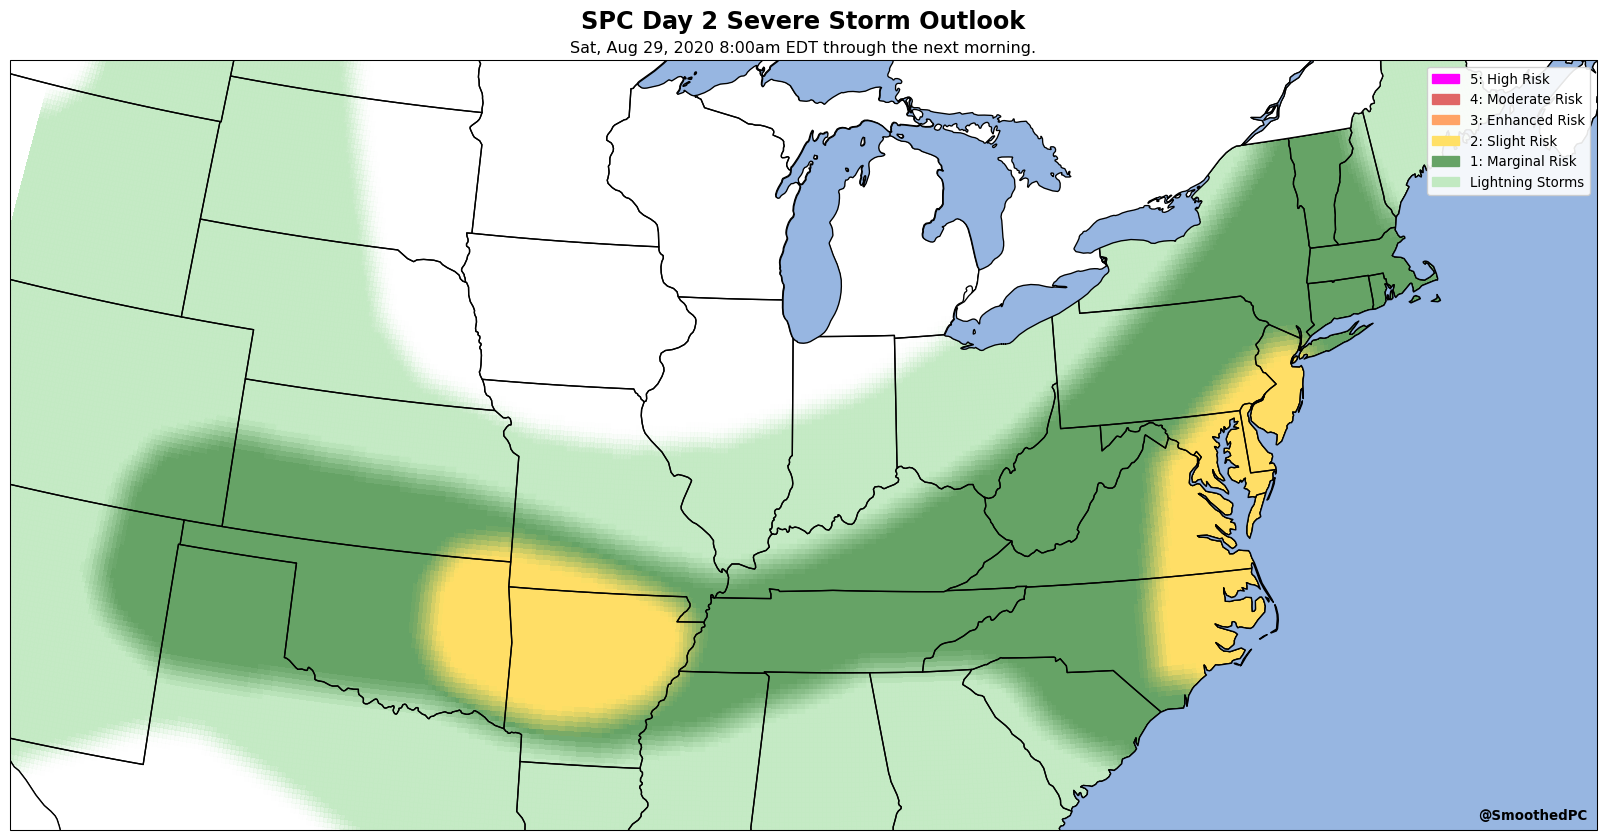 SPC Day 2 Severe Storm Outlook
Sat, Aug 29, 2020 8:00am EDT through the next morning.
5: High Risk
4: Moderate Risk
3: Enhanced Risk
2: Slight Risk
1: Marginal Risk
Lightning Storms
@SmoothedPC